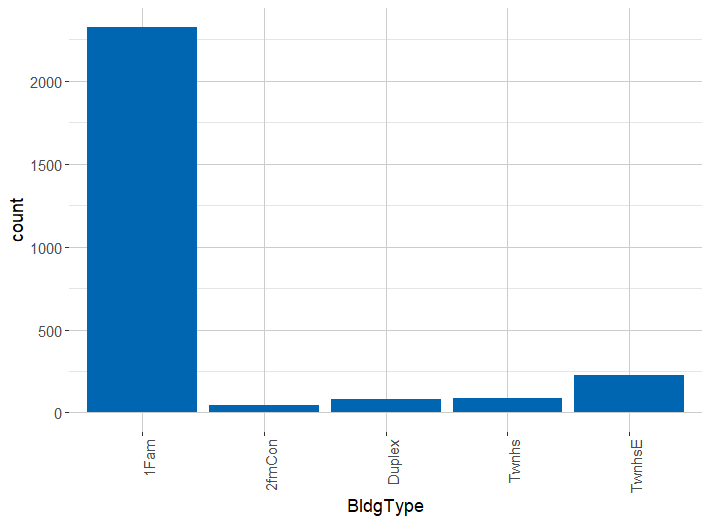 2000
1500
1000
500
0
count
1Fam
2fmCon
Duplex
Twnhs
TwnhsE
BldgType